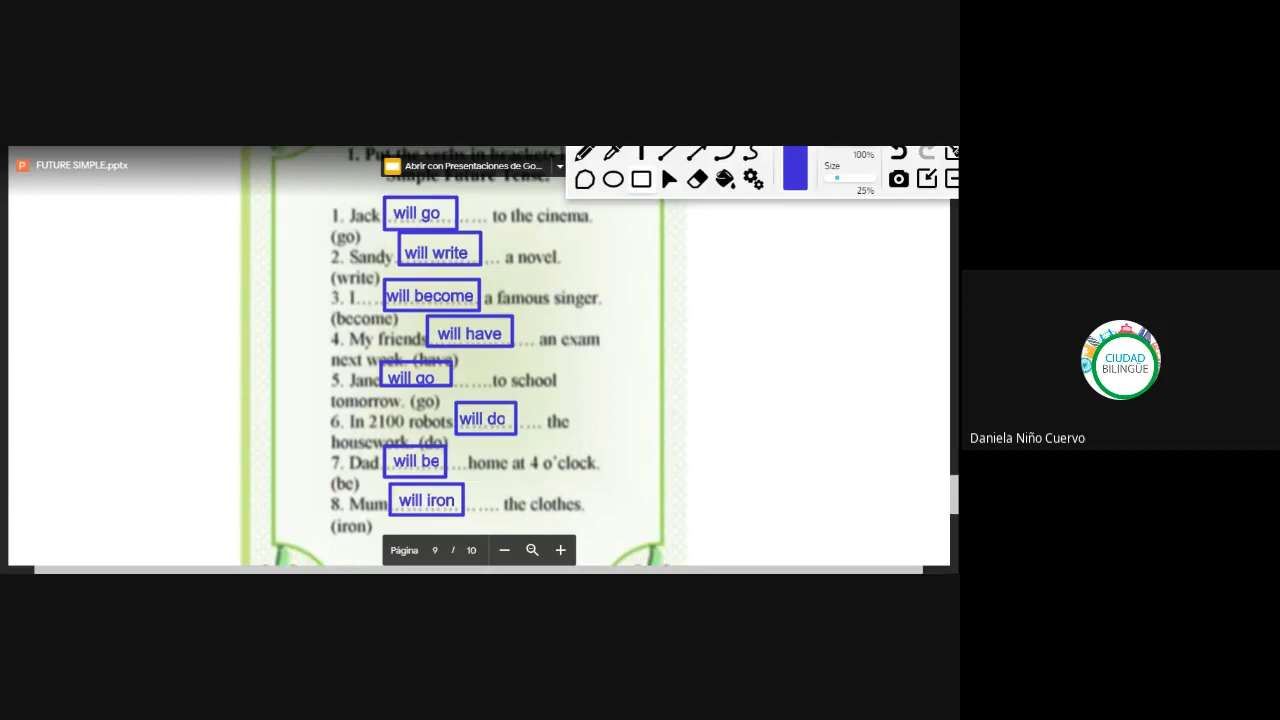 FUTURE SIMPLE.pptx
Abrir con Presentaciones de Go...
100%
Size
25%
1. Put the verbs in brackets
Simple Future Tense.
1. Jack will go ...... to the cinema.
(go)
2. Sandy will write ... a novel.
(write)
3. I.... will become a famous singer.
(become)
4. My friends will have .... an exam
next week. (have)
5. Jane will go .......to school
tomorrow. (go)
6. In 2100 robots will do .... the
housework. (do)
7. Dad will be ....home at 4 o'clock.
(be)
8. Mum will iron ...... the clothes.
(iron)
Página 9 / 10
CIUDAD
BILINGÜE
Daniela Niño Cuervo